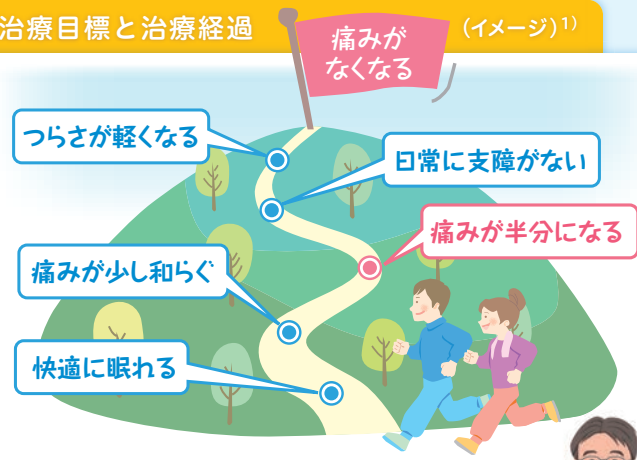 治療目標と治療経過
(イメージ)1)
痛みが
なくなる
つらさが軽くなる
日常に支障がない
痛みが半分になる
痛みが少し和らぐ
快適に眠れる